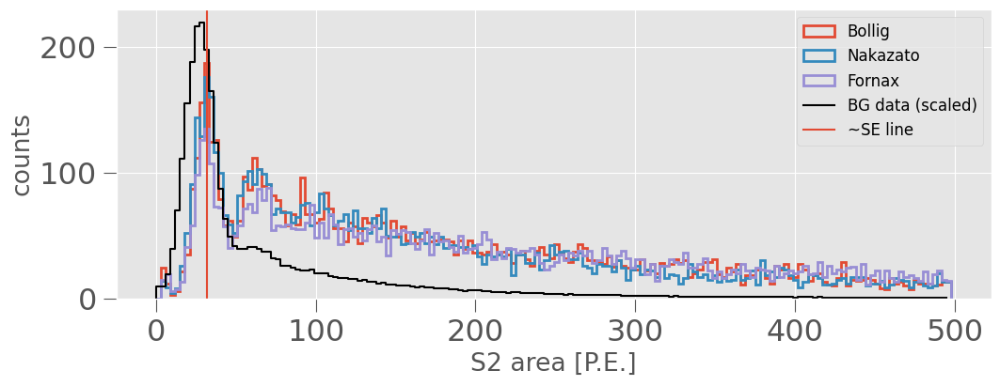 200
100
0
counts
0 100 200 300 400 500
S2 area [P.E.]
Bollig
Nakazato
Fornax
BG data (scaled)
~SE line